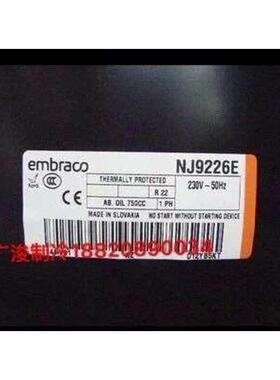 embraco
NJ9226E
THERMALLY PROTECTED
230V ~ 50Hz
R 22
AB. OIL 750CC
1 PH
MADE IN SLOVAKIA
NO START WITHOUT STARTING DEVICE